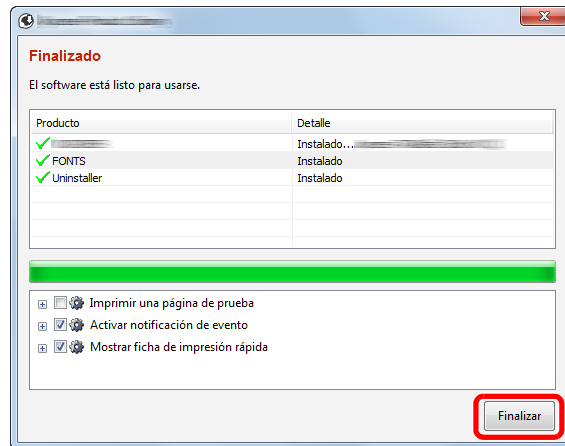 Finalizado
El software está listo para usarse.
Producto Detalle
Instalado...
FONTS Instalado
Uninstaller Instalado
Imprimir una página de prueba
Activar notificación de evento
Mostrar ficha de impresión rápida
Finalizar